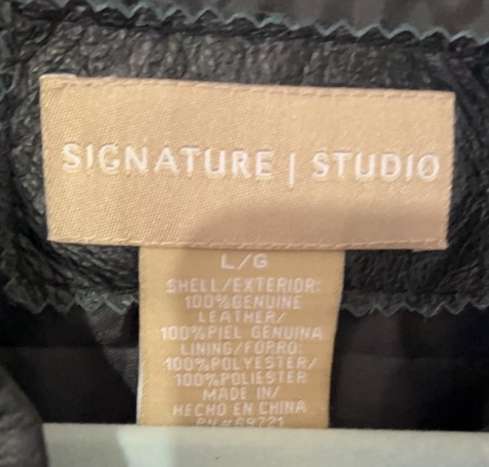 SIGNATURE | STUDIO
L/G
SHELL/EXTERIOR:
100%GENUINE
LEATHER/
100%PIEL GENUINA
LINING/FORRO:
100%POLYESTER/
100%POLIESTER
MADE IN/
HECHO EN CHINA